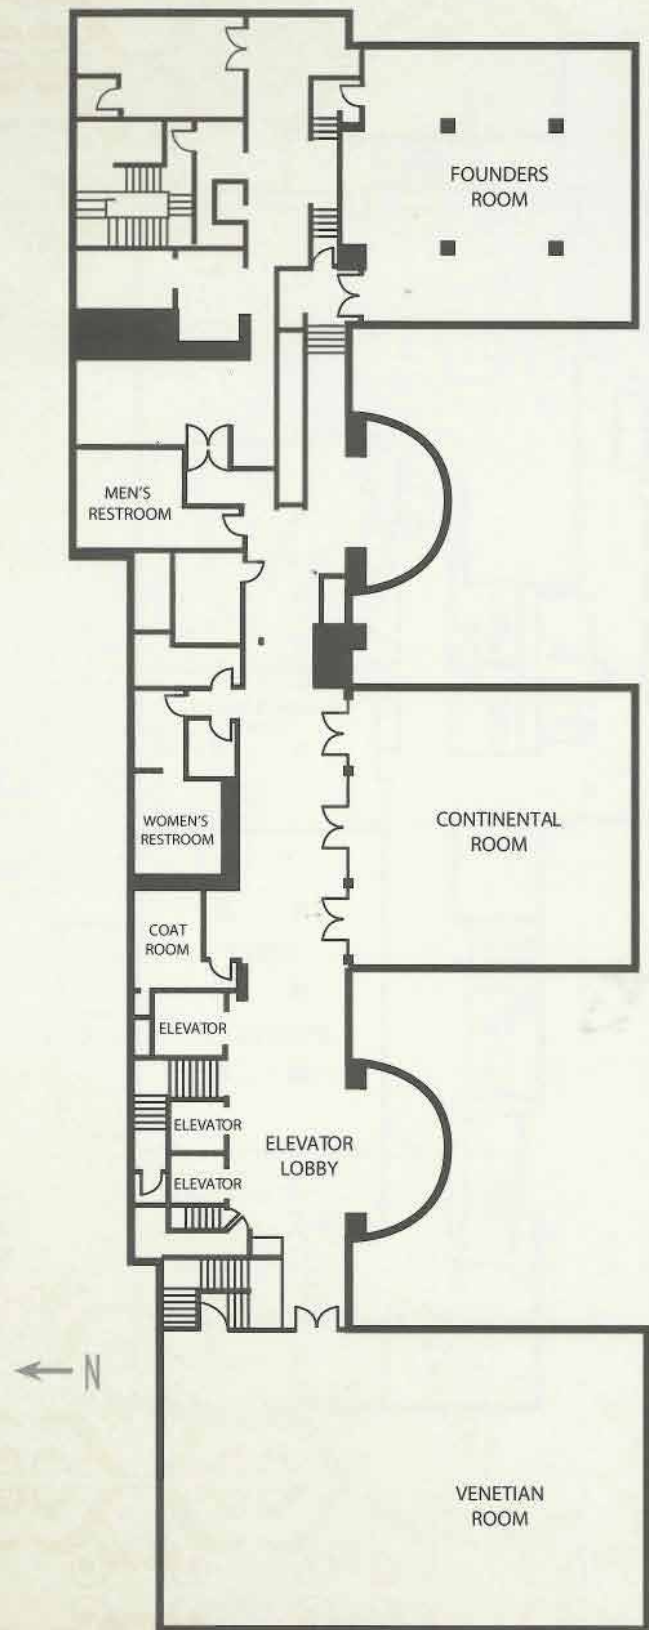 FOUNDERS
ROOM
MEN'S
RESTROOM
CONTINENTAL
ROOM
WOMEN'S
RESTROOM
COAT
ROOM
ELEVATOR
ELEVATOR
ELEVATOR
LOBBY
ELEVATOR
N
VENETIAN
ROOM